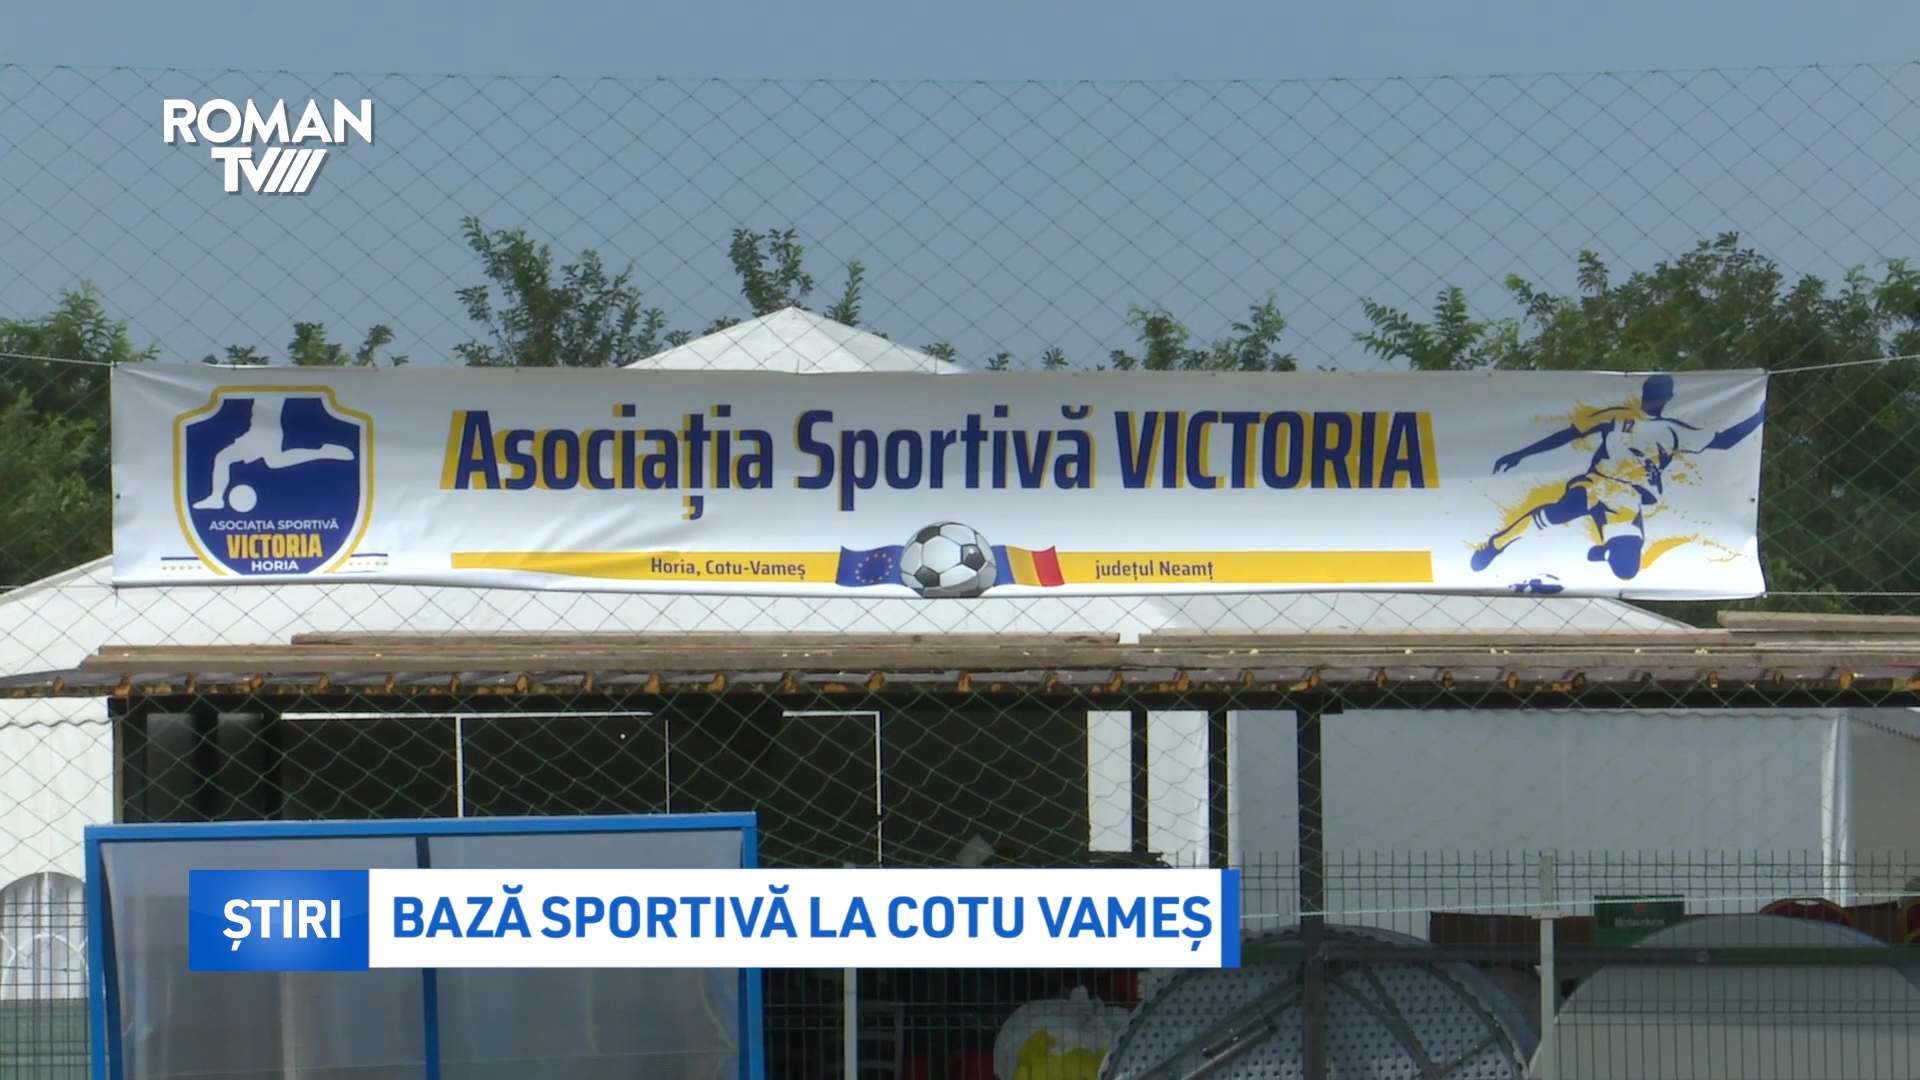 ROMAN
TV
Asociația Sportivă VICTORIA
ASOCIAȚIA SPORTIVĂ
VICTORIA
HORIA
Horia, Cotu-Vameș
județul Neamț
12
ȘTIRI
BAZĂ SPORTIVĂ LA COTU VAMEȘ